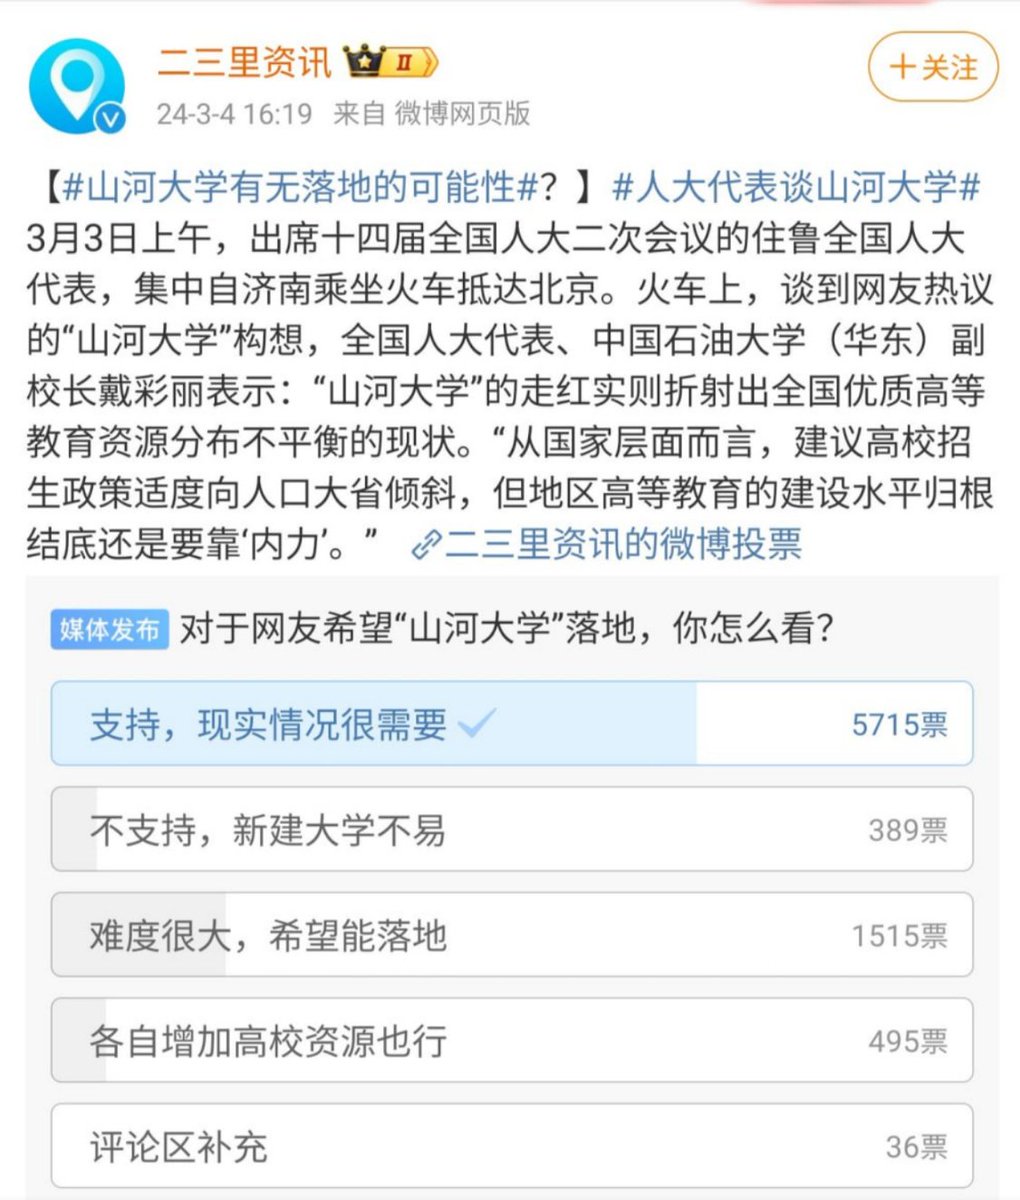 二三里资讯 II
24-3-4 16:19 来自 微博网页版
+关注
【#山河大学有无落地的可能性#？】#人大代表谈山河大学#
3月3日上午，出席十四届全国人大二次会议的住鲁全国人大
代表，集中自济南乘坐火车抵达北京。火车上，谈到网友热议
的“山河大学”构想，全国人大代表、中国石油大学（华东）副
校长戴彩丽表示：“山河大学”的走红实则折射出全国优质高等
教育资源分布不平衡的现状。“从国家层面而言，建议高校招
生政策适度向人口大省倾斜，但地区高等教育的建设水平归根
结底还是要靠‘内力’。” 二三里资讯的微博投票
媒体发布 对于网友希望“山河大学”落地，你怎么看？
支持，现实情况很需要 5715票
不支持，新建大学不易 389票
难度很大，希望能落地 1515票
各自增加高校资源也行 495票
评论区补充 36票